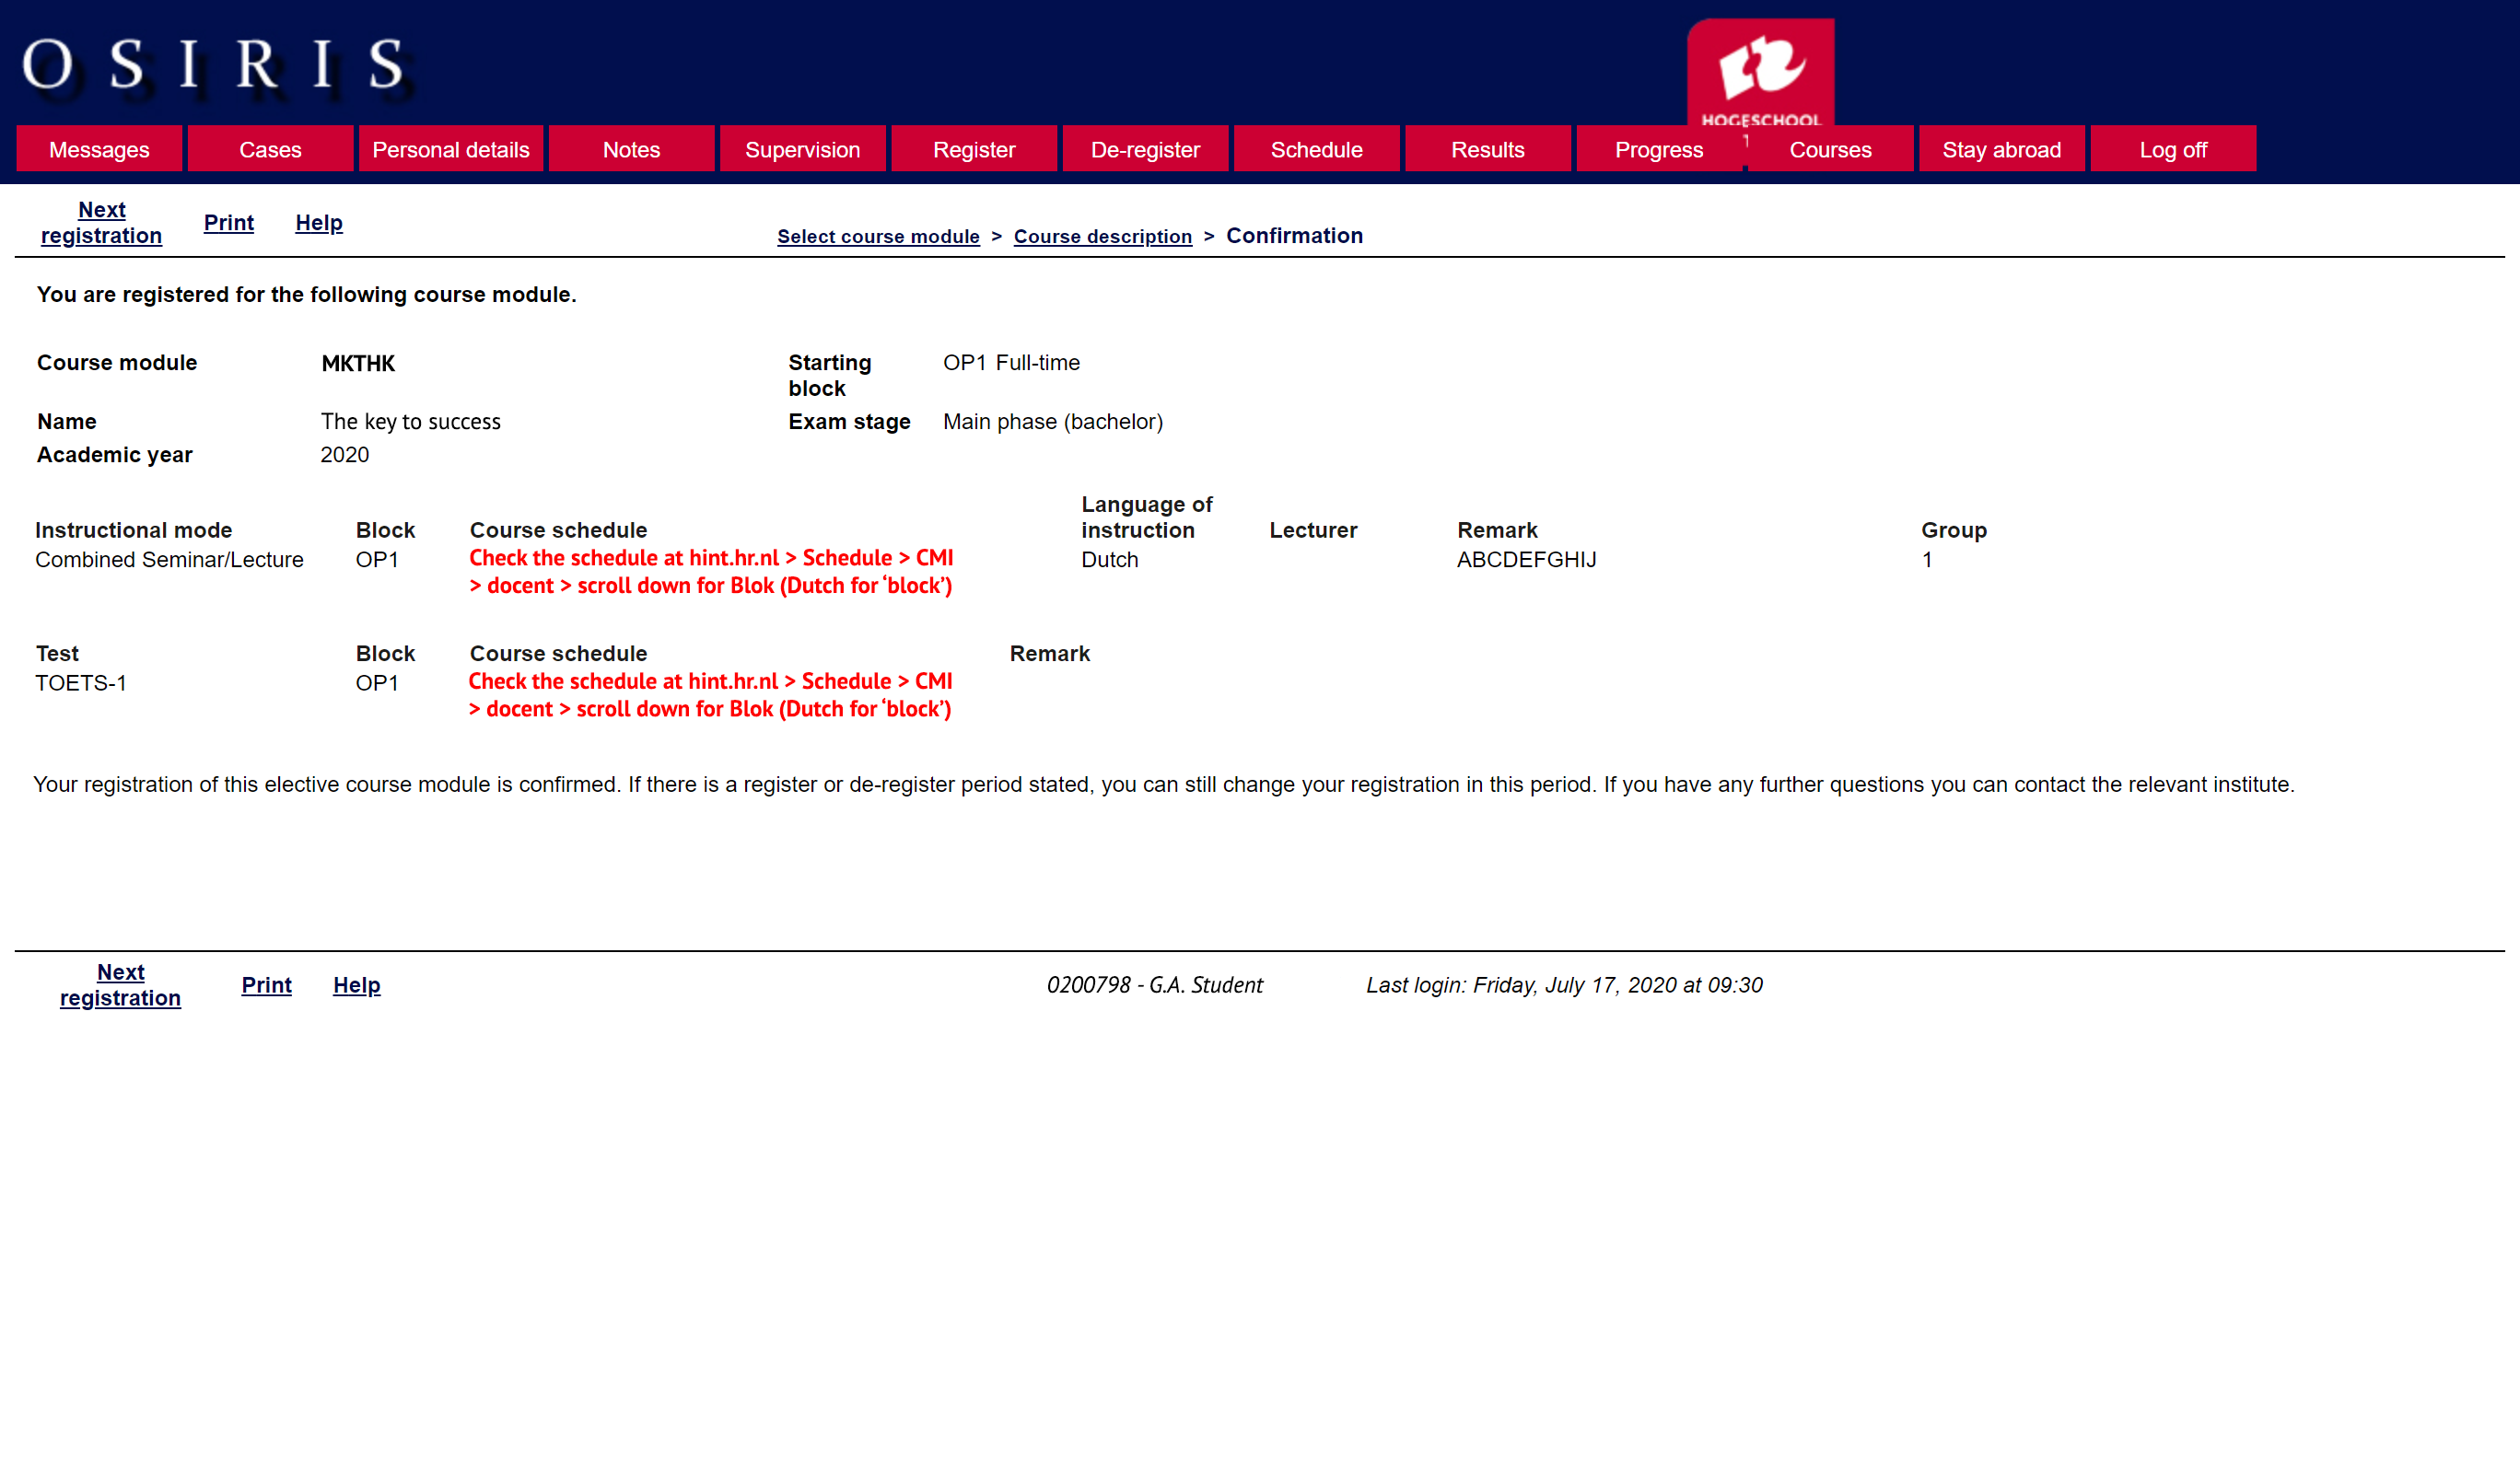 OSIRIS
HOGESCHOOL
Messages Cases Personal details Notes Supervision Register De-register Schedule Results Progress Courses Stay abroad Log off
Next
registration Print Help
Select course module > Course description > Confirmation
You are registered for the following course module.
Course module MKTHK Starting
block OP1 Full-time
Name The key to success Exam stage Main phase (bachelor)
Academic year 2020
Language of
Instructional mode Block Course schedule instruction Lecturer Remark Group
Combined Seminar/Lecture OP1 Check the schedule at hint.hr.nl > Schedule > CMI Dutch ABCDEFGHIJ 1
> docent > scroll down for Blok (Dutch for ‘block’)
Test Block Course schedule Remark
TOETS-1 OP1 Check the schedule at hint.hr.nl > Schedule > CMI
> docent > scroll down for Blok (Dutch for ‘block’)
Your registration of this elective course module is confirmed. If there is a register or de-register period stated, you can still change your registration in this period. If you have any further questions you can contact the relevant institute.
Next
registration Print Help 0200798 - G.A. Student Last login: Friday, July 17, 2020 at 09:30